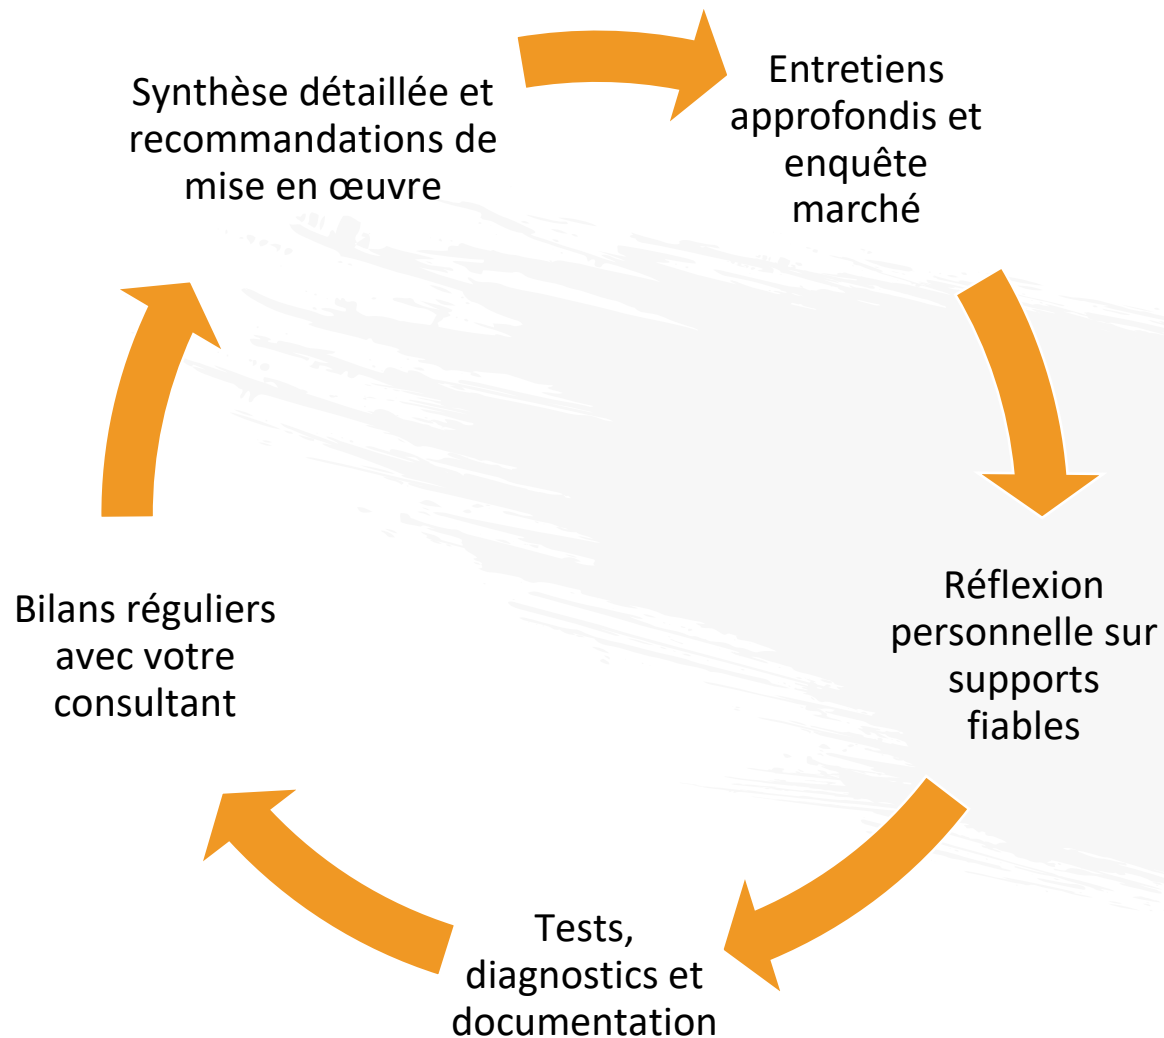 Synthèse détaillée et
recommandations de
mise en œuvre
Entretiens
approfondis et
enquête
marché
Réflexion
personnelle sur
supports
fiables
Tests,
diagnostics et
documentation
Bilans réguliers
avec votre
consultant